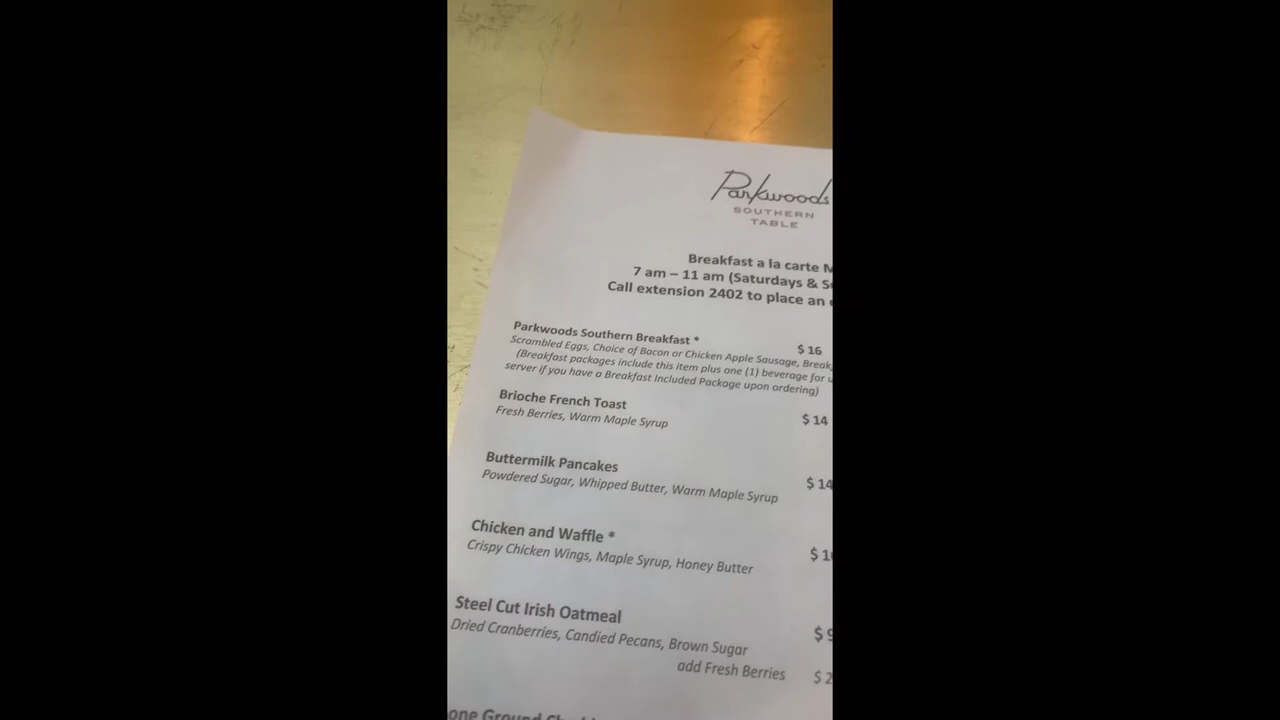 Parkwoods
SOUTHERN
TABLE
Breakfast a la carte
7 am – 11 am (Saturdays &
Call extension 2402 to place an
Parkwoods Southern Breakfast * $ 16
Scrambled Eggs, Choice of Bacon or Chicken Apple Sausage,
(Breakfast packages include this item plus one (1) beverage for
server if you have a Breakfast Included Package upon ordering)
Brioche French Toast $ 14
Fresh Berries, Warm Maple Syrup
Buttermilk Pancakes $ 14
Powdered Sugar, Whipped Butter, Warm Maple Syrup
Chicken and Waffle *
Crispy Chicken Wings, Maple Syrup, Honey Butter
Steel Cut Irish Oatmeal
Dried Cranberries, Candied Pecans, Brown Sugar
add Fresh Berries